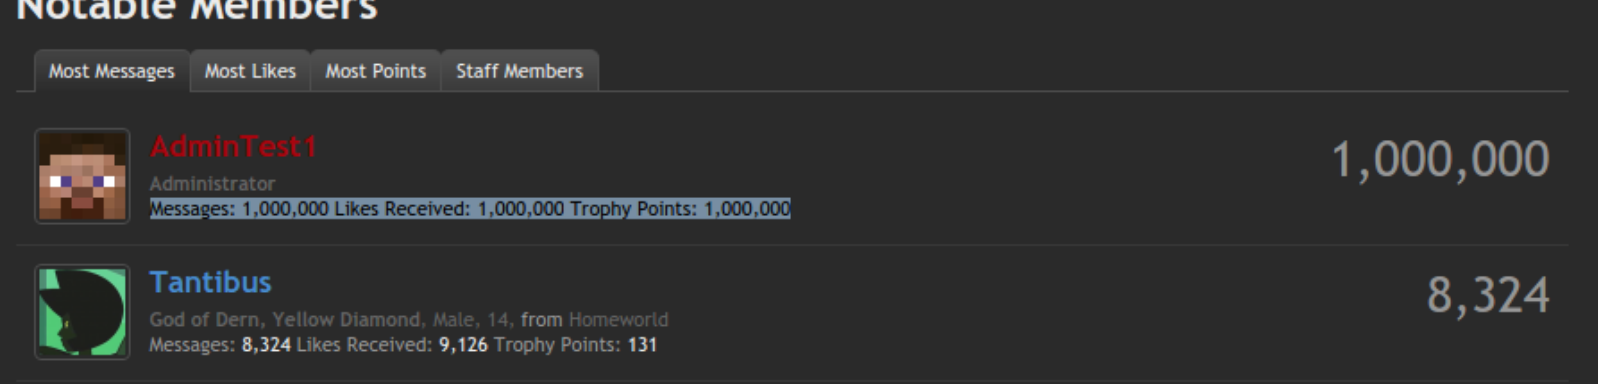 Notable Members
Most Messages Most Likes Most Points Staff Members
AdminTest1
1,000,000
Administrator
Messages: 1,000,000 Likes Received: 1,000,000 Trophy Points: 1,000,000
Tantibus
8,324
God of Dern, Yellow Diamond, Male, 14, from Homeworld
Messages: 8,324 Likes Received: 9,126 Trophy Points: 131